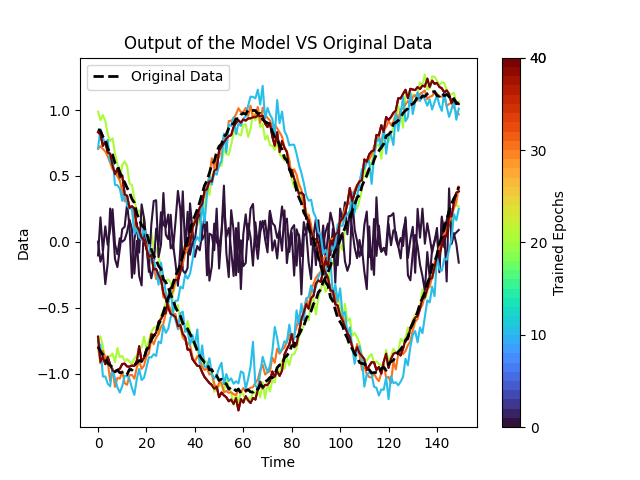 Output of the Model VS Original Data
Original Data
Data
1.0
0.5
0.0
−0.5
−1.0
0 20 40 60 80 100 120 140
Time
40
30
20
10
0
Trained Epochs